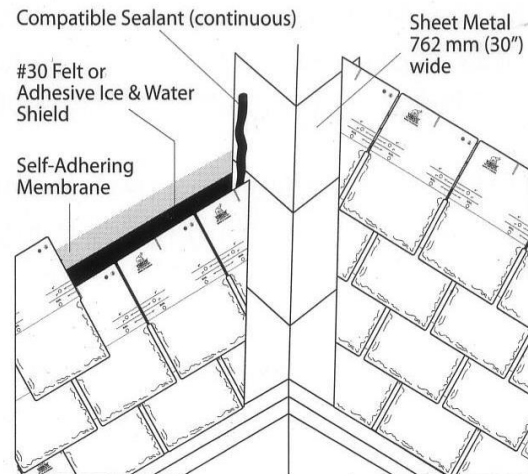 Compatible Sealant (continuous)
Sheet Metal
762 mm (30”)
wide
#30 Felt or
Adhesive Ice & Water
Shield
Self-Adhering
Membrane